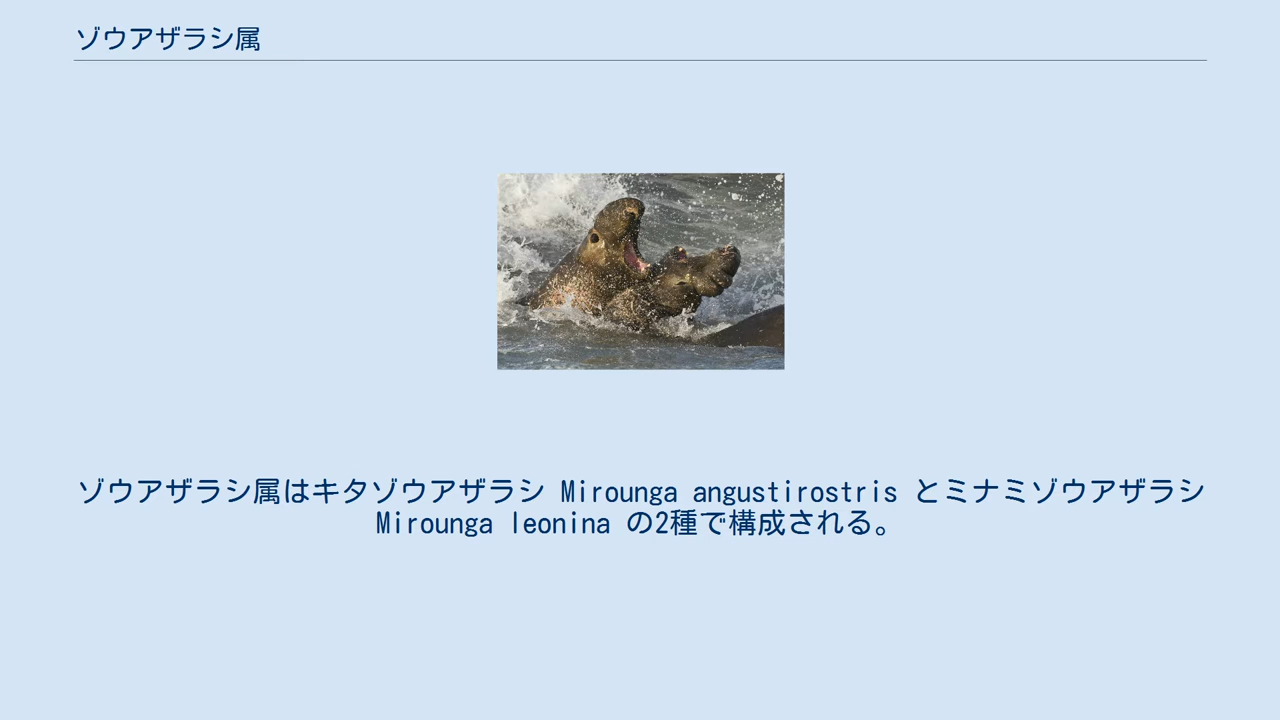 ゾウアザラシ属
ゾウアザラシ属はキタゾウアザラシ Mirounga angustirostris とミナミゾウアザラシ
Mirounga leonina の2種で構成される。